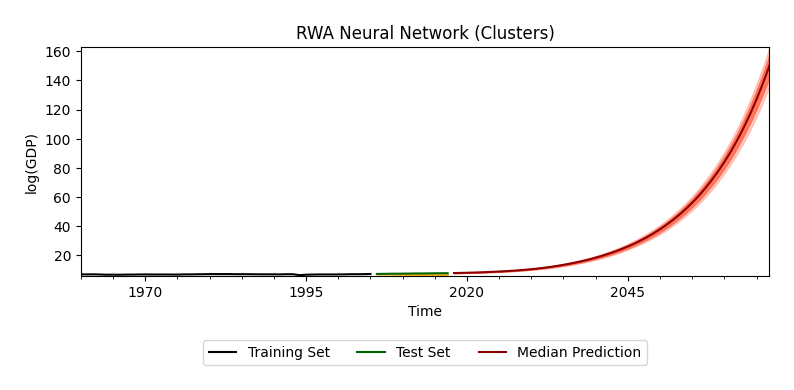 RWA Neural Network (Clusters)
log(GDP)
160
140
120
100
80
60
40
20
1970 1995 2020 2045
Time
Training Set Test Set Median Prediction